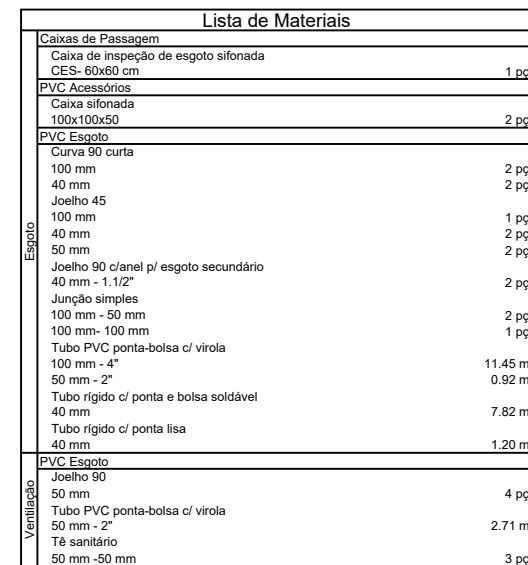 Lista de Materiais
Esgoto
Caixas de Passagem
Caixa de inspeção de esgoto sifonada
CES- 60x60 cm 1 pç
PVC Acessórios
Caixa sifonada
100x100x50 2 pç
PVC Esgoto
Curva 90 curta
100 mm 2 pç
40 mm 2 pç
Joelho 45
100 mm 1 pç
40 mm 2 pç
50 mm 2 pç
Joelho 90 c/anel p/ esgoto secundário
40 mm - 1.1/2" 2 pç
Junção simples
100 mm - 50 mm 2 pç
100 mm- 100 mm 1 pç
Tubo PVC ponta-bolsa c/ virola
100 mm - 4" 11.45 m
50 mm - 2" 0.92 m
Tubo rígido c/ ponta e bolsa soldável
40 mm 7.82 m
Tubo rígido c/ ponta lisa
40 mm 1.20 m
Ventilação
PVC Esgoto
Joelho 90
50 mm 4 pç
Tubo PVC ponta-bolsa c/ virola
50 mm - 2" 2.71 m
Tê sanitário
50 mm -50 mm 3 pç